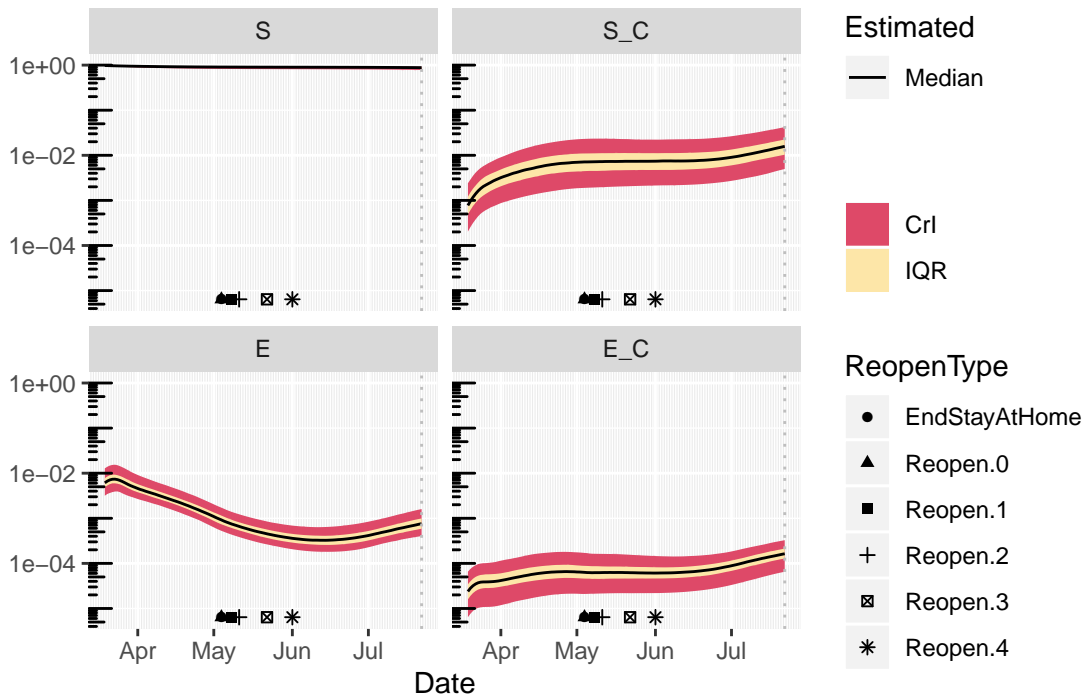 S
S_C
1e+00
1e−02
1e−04
E
E_C
1e+00
1e−02
1e−04
Apr
May
Jun
Jul
Apr
May
Jun
Jul
Date
Estimated
Median
CrI
IQR
ReopenType
EndStayAtHome
Reopen.0
Reopen.1
Reopen.2
Reopen.3
Reopen.4